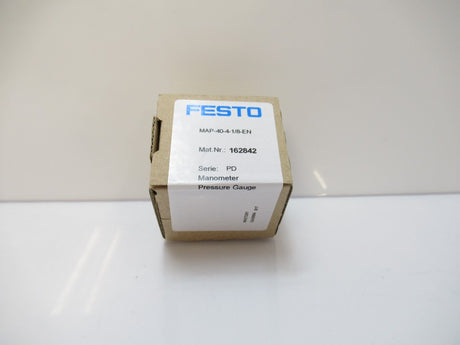 FESTO
MAP-40-4-1/8-EN
Mat.Nr.: 162842
Serie: PD
Manometer
Pressure Gauge